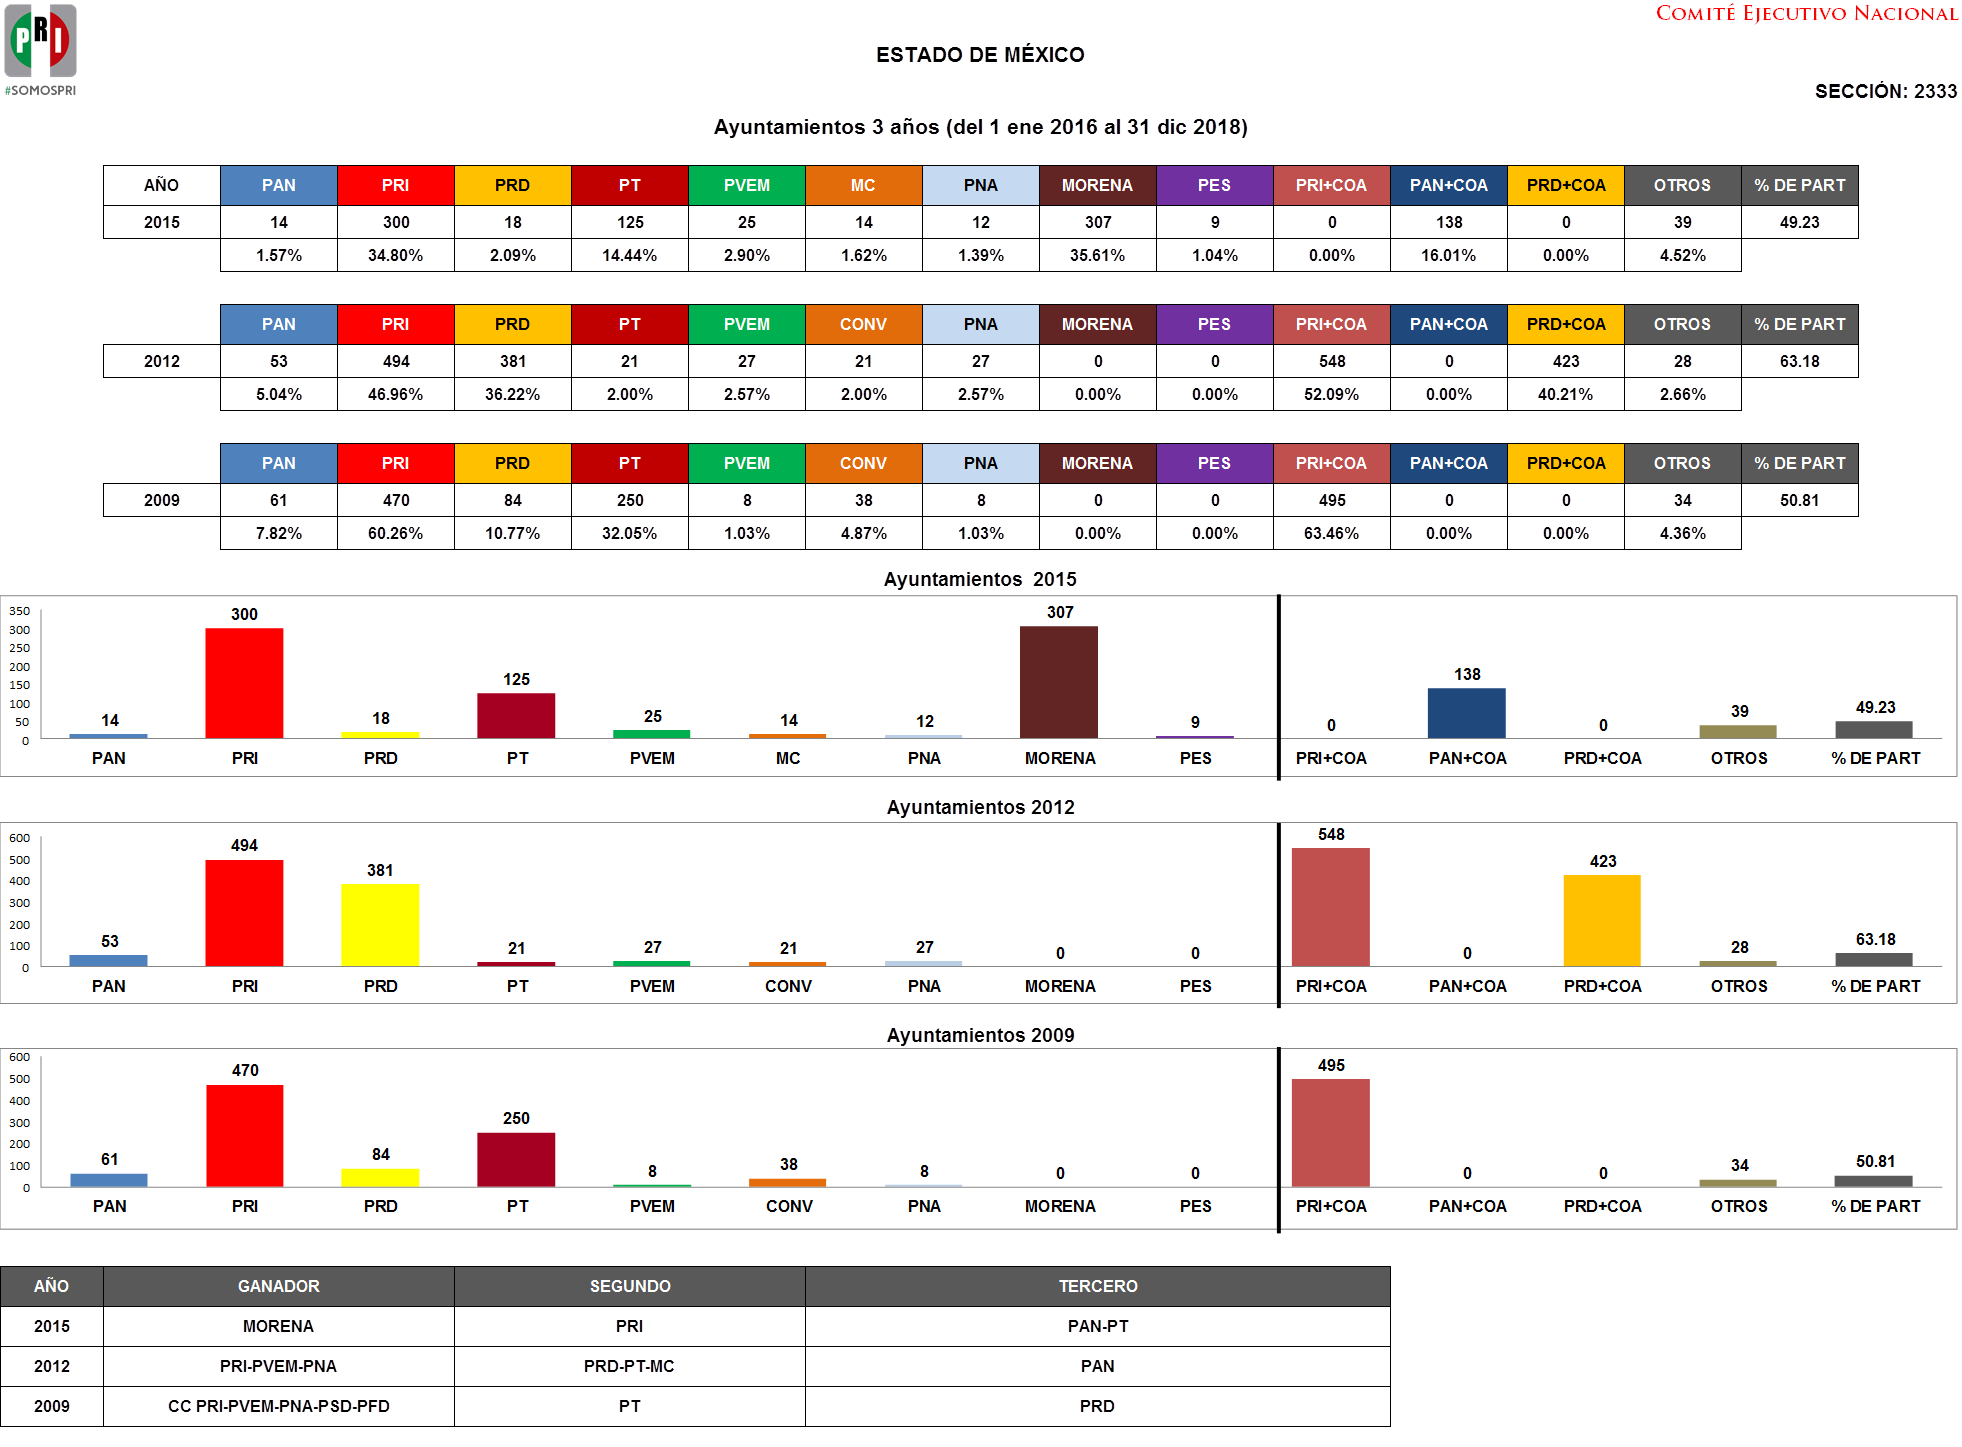 PRI
#SOMOSPRI
COMITÉ EJECUTIVO NACIONAL
ESTADO DE MÉXICO
SECCIÓN: 2333
Ayuntamientos 3 años (del 1 ene 2016 al 31 dic 2018)
AÑO PAN PRI PRD PT PVEM MC PNA MORENA PES PRI+COA PAN+COA PRD+COA OTROS % DE PART
2015 14 300 18 125 25 14 12 307 9 0 138 0 39 49.23
1.57% 34.80% 2.09% 14.44% 2.90% 1.62% 1.39% 35.61% 1.04% 0.00% 16.01% 0.00% 4.52%
PAN PRI PRD PT PVEM CONV PNA MORENA PES PRI+COA PAN+COA PRD+COA OTROS % DE PART
2012 53 494 381 21 27 21 27 0 0 548 0 423 28 63.18
5.04% 46.96% 36.22% 2.00% 2.57% 2.00% 2.57% 0.00% 0.00% 52.09% 0.00% 40.21% 2.66%
PAN PRI PRD PT PVEM CONV PNA MORENA PES PRI+COA PAN+COA PRD+COA OTROS % DE PART
2009 61 470 84 250 8 38 8 0 0 495 0 0 34 50.81
7.82% 60.26% 10.77% 32.05% 1.03% 4.87% 1.03% 0.00% 0.00% 63.46% 0.00% 0.00% 4.36%
Ayuntamientos 2015
350
300
250
200
150
100
50
0
14 300 18 125 25 14 12 307 9 0 138 0 39 49.23
PAN PRI PRD PT PVEM MC PNA MORENA PES PRI+COA PAN+COA PRD+COA OTROS % DE PART
Ayuntamientos 2012
600
500
400
300
200
100
0
53 494 381 21 27 21 27 0 0 548 0 423 28 63.18
PAN PRI PRD PT PVEM CONV PNA MORENA PES PRI+COA PAN+COA PRD+COA OTROS % DE PART
Ayuntamientos 2009
600
500
400
300
200
100
0
61 470 84 250 8 38 8 0 0 495 0 0 34 50.81
PAN PRI PRD PT PVEM CONV PNA MORENA PES PRI+COA PAN+COA PRD+COA OTROS % DE PART
AÑO GANADOR SEGUNDO TERCERO
2015 MORENA PRI PAN-PT
2012 PRI-PVEM-PNA PRD-PT-MC PAN
2009 CC PRI-PVEM-PNA-PSD-PFD PT PRD